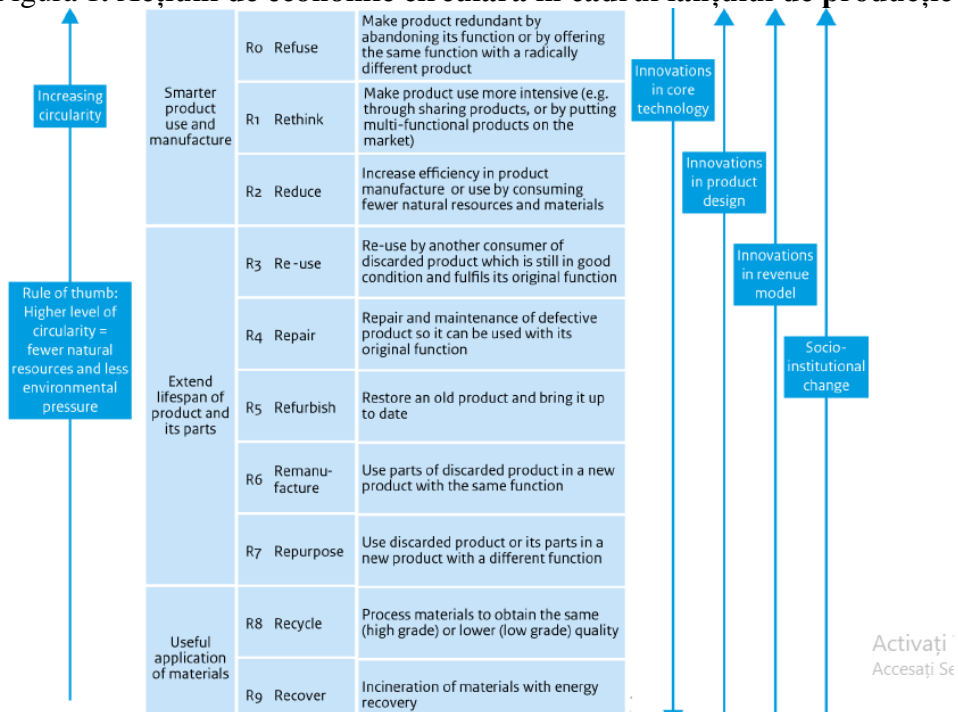 1. Acțiuni de economie circulară în cadrul lanțului de producție
Increasing
circularity
Rule of thumb:
Higher level of
circularity =
fewer natural
resources and less
environmental
pressure
Smarter
product
use and
manufacture
R0 Refuse
Make product redundant by
abandoning its function or by offering
the same function with a radically
different product
R1 Rethink
Make product use more intensive (e.g.
through sharing products, or by putting
multi-functional products on the
market)
R2 Reduce
Increase efficiency in product
manufacture or use by consuming
fewer natural resources and materials
Extend
lifespan of
product and
its parts
R3 Re-use
Re-use by another consumer of
discarded product which is still in good
condition and fulfils its original function
R4 Repair
Repair and maintenance of defective
product so it can be used with its
original function
R5 Refurbish
Restore an old product and bring it up
to date
R6 Remanu-
facture
Use parts of discarded product in a new
product with the same function
R7 Repurpose
Use discarded product or its parts in a
new product with a different function
Useful
application
of materials
R8 Recycle
Process materials to obtain the same
(high grade) or lower (low grade) quality
R9 Recover
Incineration of materials with energy
recovery
Innovations
in core
technology
Innovations
in product
design
Innovations
in revenue
model
Socio-
institutional
change
Activați
Accesați